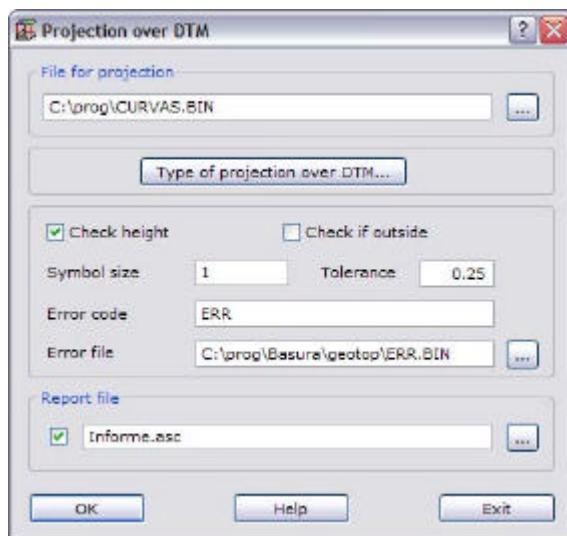 Projection over DTM
File for projection
C:\prog\CURVAS.BIN
...
Type of projection over DTM...
Check height Check if outside
Symbol size 1 Tolerance 0.25
Error code ERR
Error file C:\prog\Basura\geotop\ERR.BIN ...
Report file
Informe.asc ...
OK Help Exit